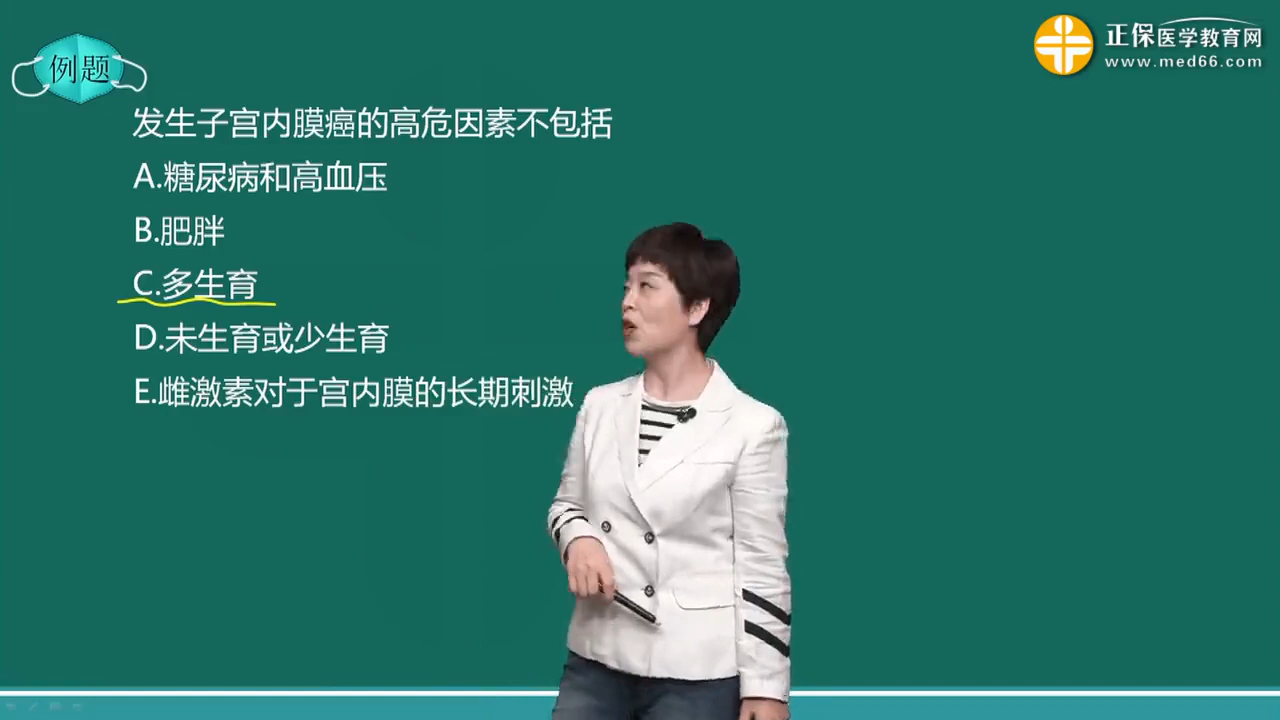 例题
正保医学教育网
www.med66.com
发生子宫内膜癌的高危因素不包括
A.糖尿病和高血压
B.肥胖
C.多生育
D.未生育或少生育
E.雌激素对于宫内膜的长期刺激